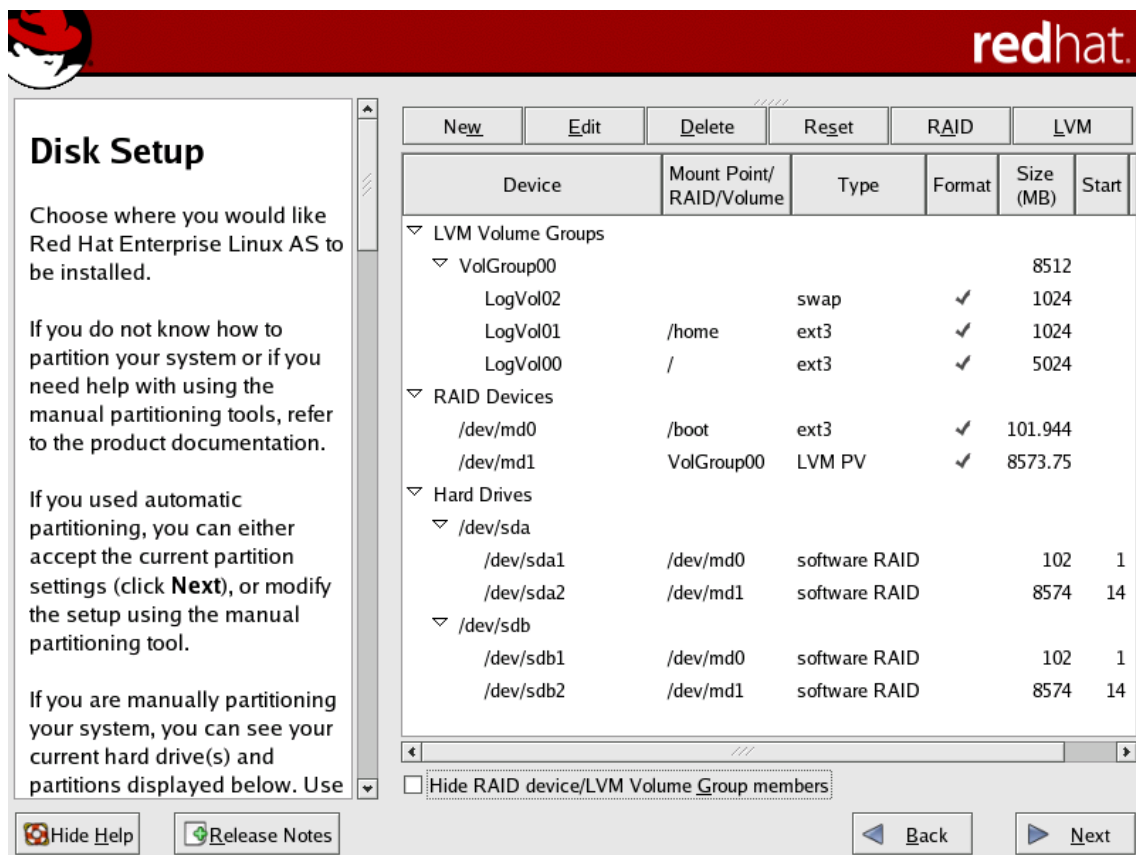 redhat.
Disk Setup
Choose where you would like
Red Hat Enterprise Linux AS to
be installed.
If you do not know how to
partition your system or if you
need help with using the
manual partitioning tools, refer
to the product documentation.
If you used automatic
partitioning, you can either
accept the current partition
settings (click Next), or modify
the setup using the manual
partitioning tool.
If you are manually partitioning
your system, you can see your
current hard drive(s) and
partitions displayed below. Use
New Edit Delete Reset RAID LVM
Device Mount Point/ RAID/Volume Type Format Size (MB) Start
LVM Volume Groups
VolGroup00 8512
LogVol02 swap 1024
LogVol01 /home ext3 1024
LogVol00 / ext3 5024
RAID Devices
/dev/md0 /boot ext3 101.944
/dev/md1 VolGroup00 LVM PV 8573.75
Hard Drives
/dev/sda
/dev/sda1 /dev/md0 software RAID 102 1
/dev/sda2 /dev/md1 software RAID 8574 14
/dev/sdb
/dev/sdb1 /dev/md0 software RAID 102 1
/dev/sdb2 /dev/md1 software RAID 8574 14
Hide RAID device/LVM Volume Group members
Hide Help Release Notes Back Next